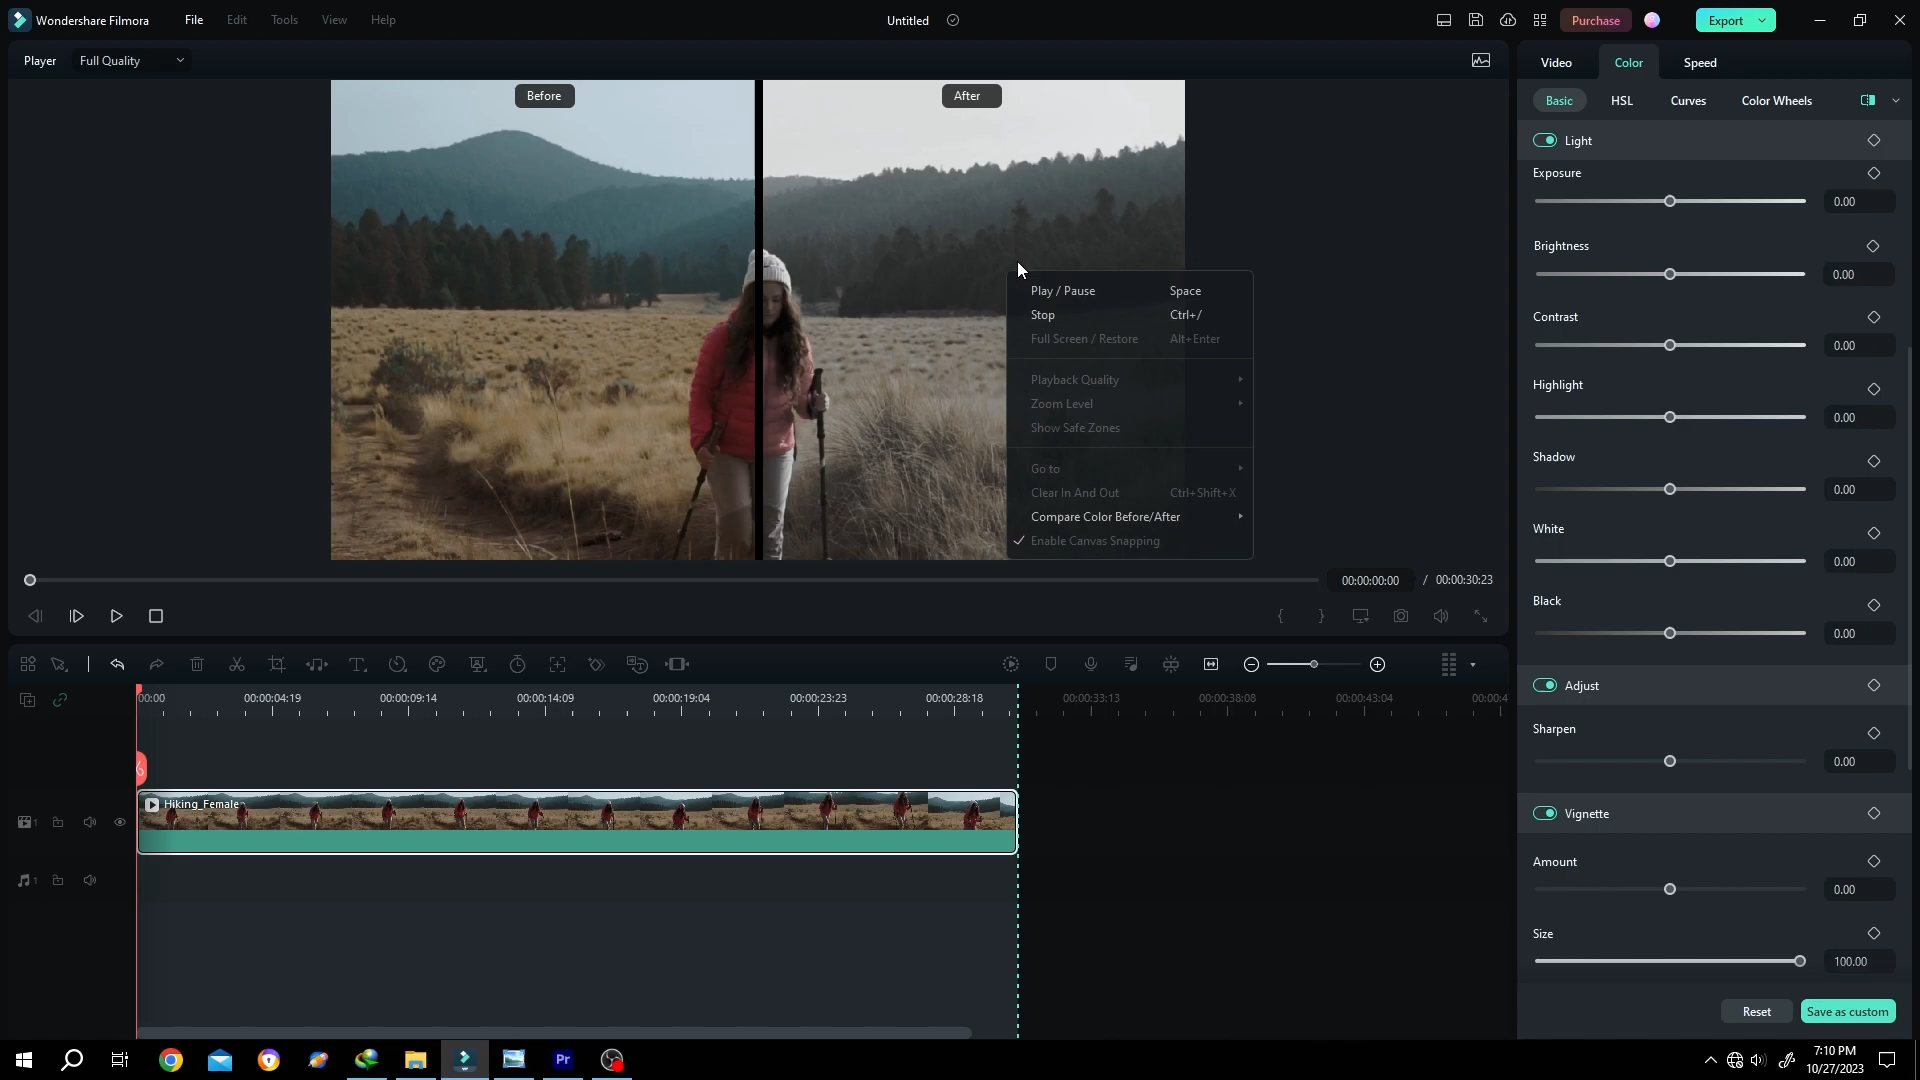 Wondershare Filmora File Edit Tools View Help Untitled Purchase Export
Player Full Quality
Before
After
Play / Pause Space
Stop Ctrl+/
Full Screen / Restore Alt+Enter
Playback Quality
Zoom Level
Show Safe Zones
Go to
Clear In And Out Ctrl+Shift+X
Compare Color Before/After
Enable Canvas Snapping
00:00:00:00 / 00:00:30:23
Video Color Speed
Basic HSL Curves Color Wheels
Light
Exposure
0.00
Brightness
0.00
Contrast
0.00
Highlight
0.00
Shadow
0.00
White
0.00
Black
0.00
Adjust
Sharpen
0.00
Vignette
Amount
0.00
Size
100.00
Reset Save as custom
00:00 00:00:04:19 00:00:09:14 00:00:14:09 00:00:19:04 00:00:23:23 00:00:28:18 00:00:33:13 00:00:38:08 00:00:43:04 00:00:4
Hiking_Female
1
1
Pr
7:10 PM
10/27/2023